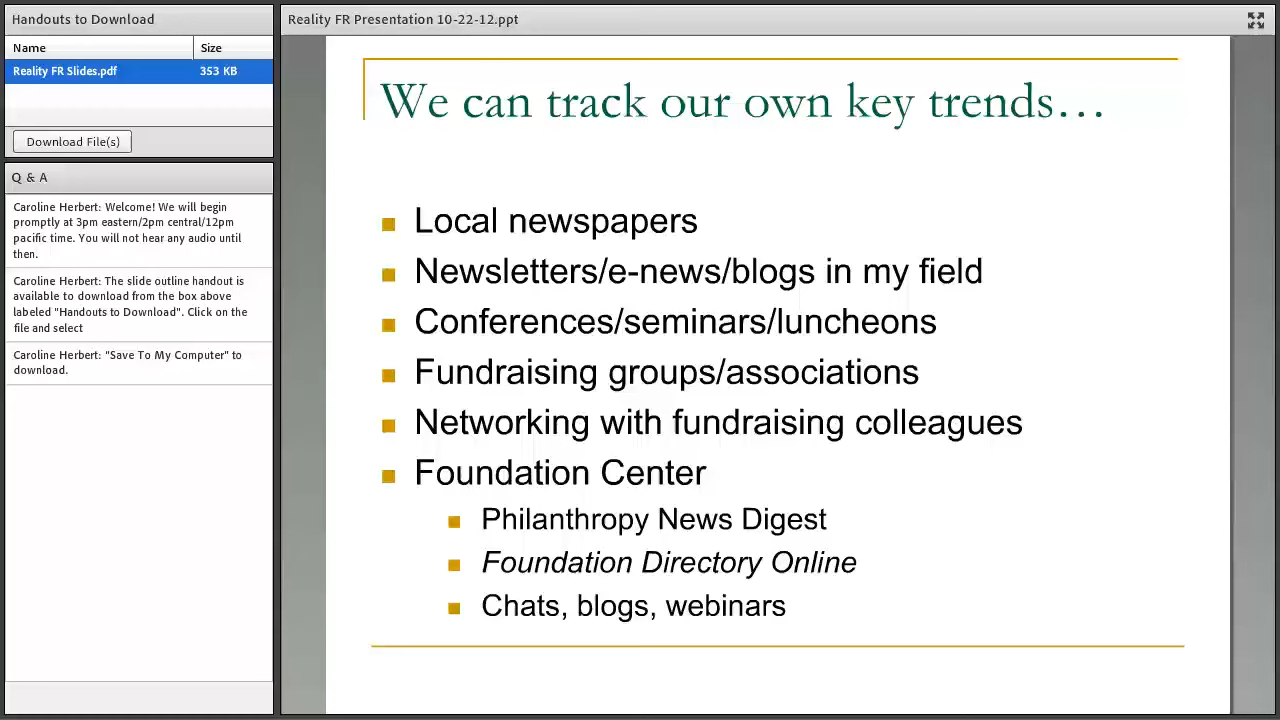 Handouts to Download
Name Size
Reality FR Slides.pdf 353 KB
Download File(s)
Q & A
Caroline Herbert: Welcome! We will begin
promptly at 3pm eastern/2pm central/12pm
pacific time. You will not hear any audio until
then.
Caroline Herbert: The slide outline handout is
available to download from the box above
labeled "Handouts to Download". Click on the
file and select
Caroline Herbert: "Save To My Computer" to
download.
Reality FR Presentation 10-22-12.ppt
We can track our own key trends…
Local newspapers
Newsletters/e-news/blogs in my field
Conferences/seminars/luncheons
Fundraising groups/associations
Networking with fundraising colleagues
Foundation Center
Philanthropy News Digest
Foundation Directory Online
Chats, blogs, webinars